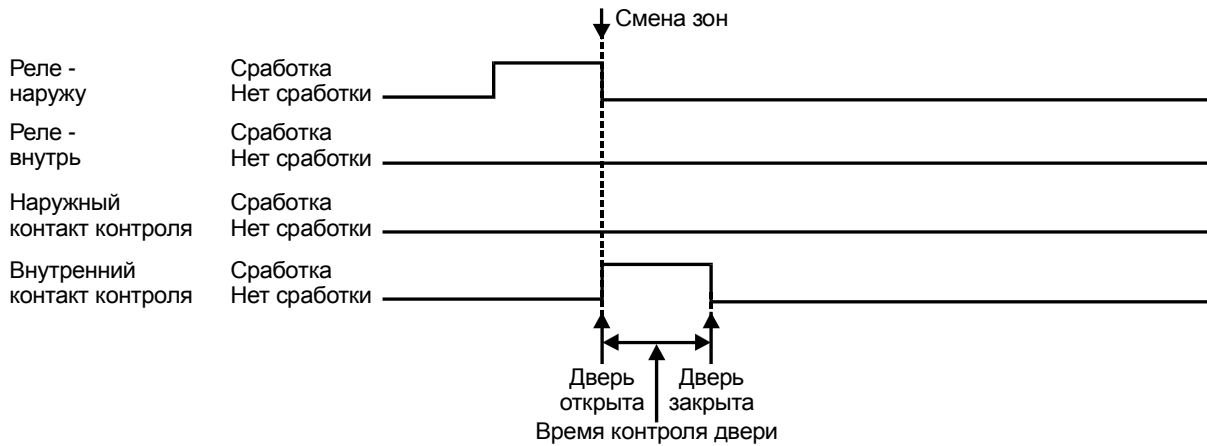 Смена зон
Реле - Сработка
наружу Нет сработки
Реле - Сработка
внутрь Нет сработки
Наружный Сработка
контакт контроля Нет сработки
Внутренний Сработка
контакт контроля Нет сработки
Дверь Дверь
открыта закрыта
Время контроля двери